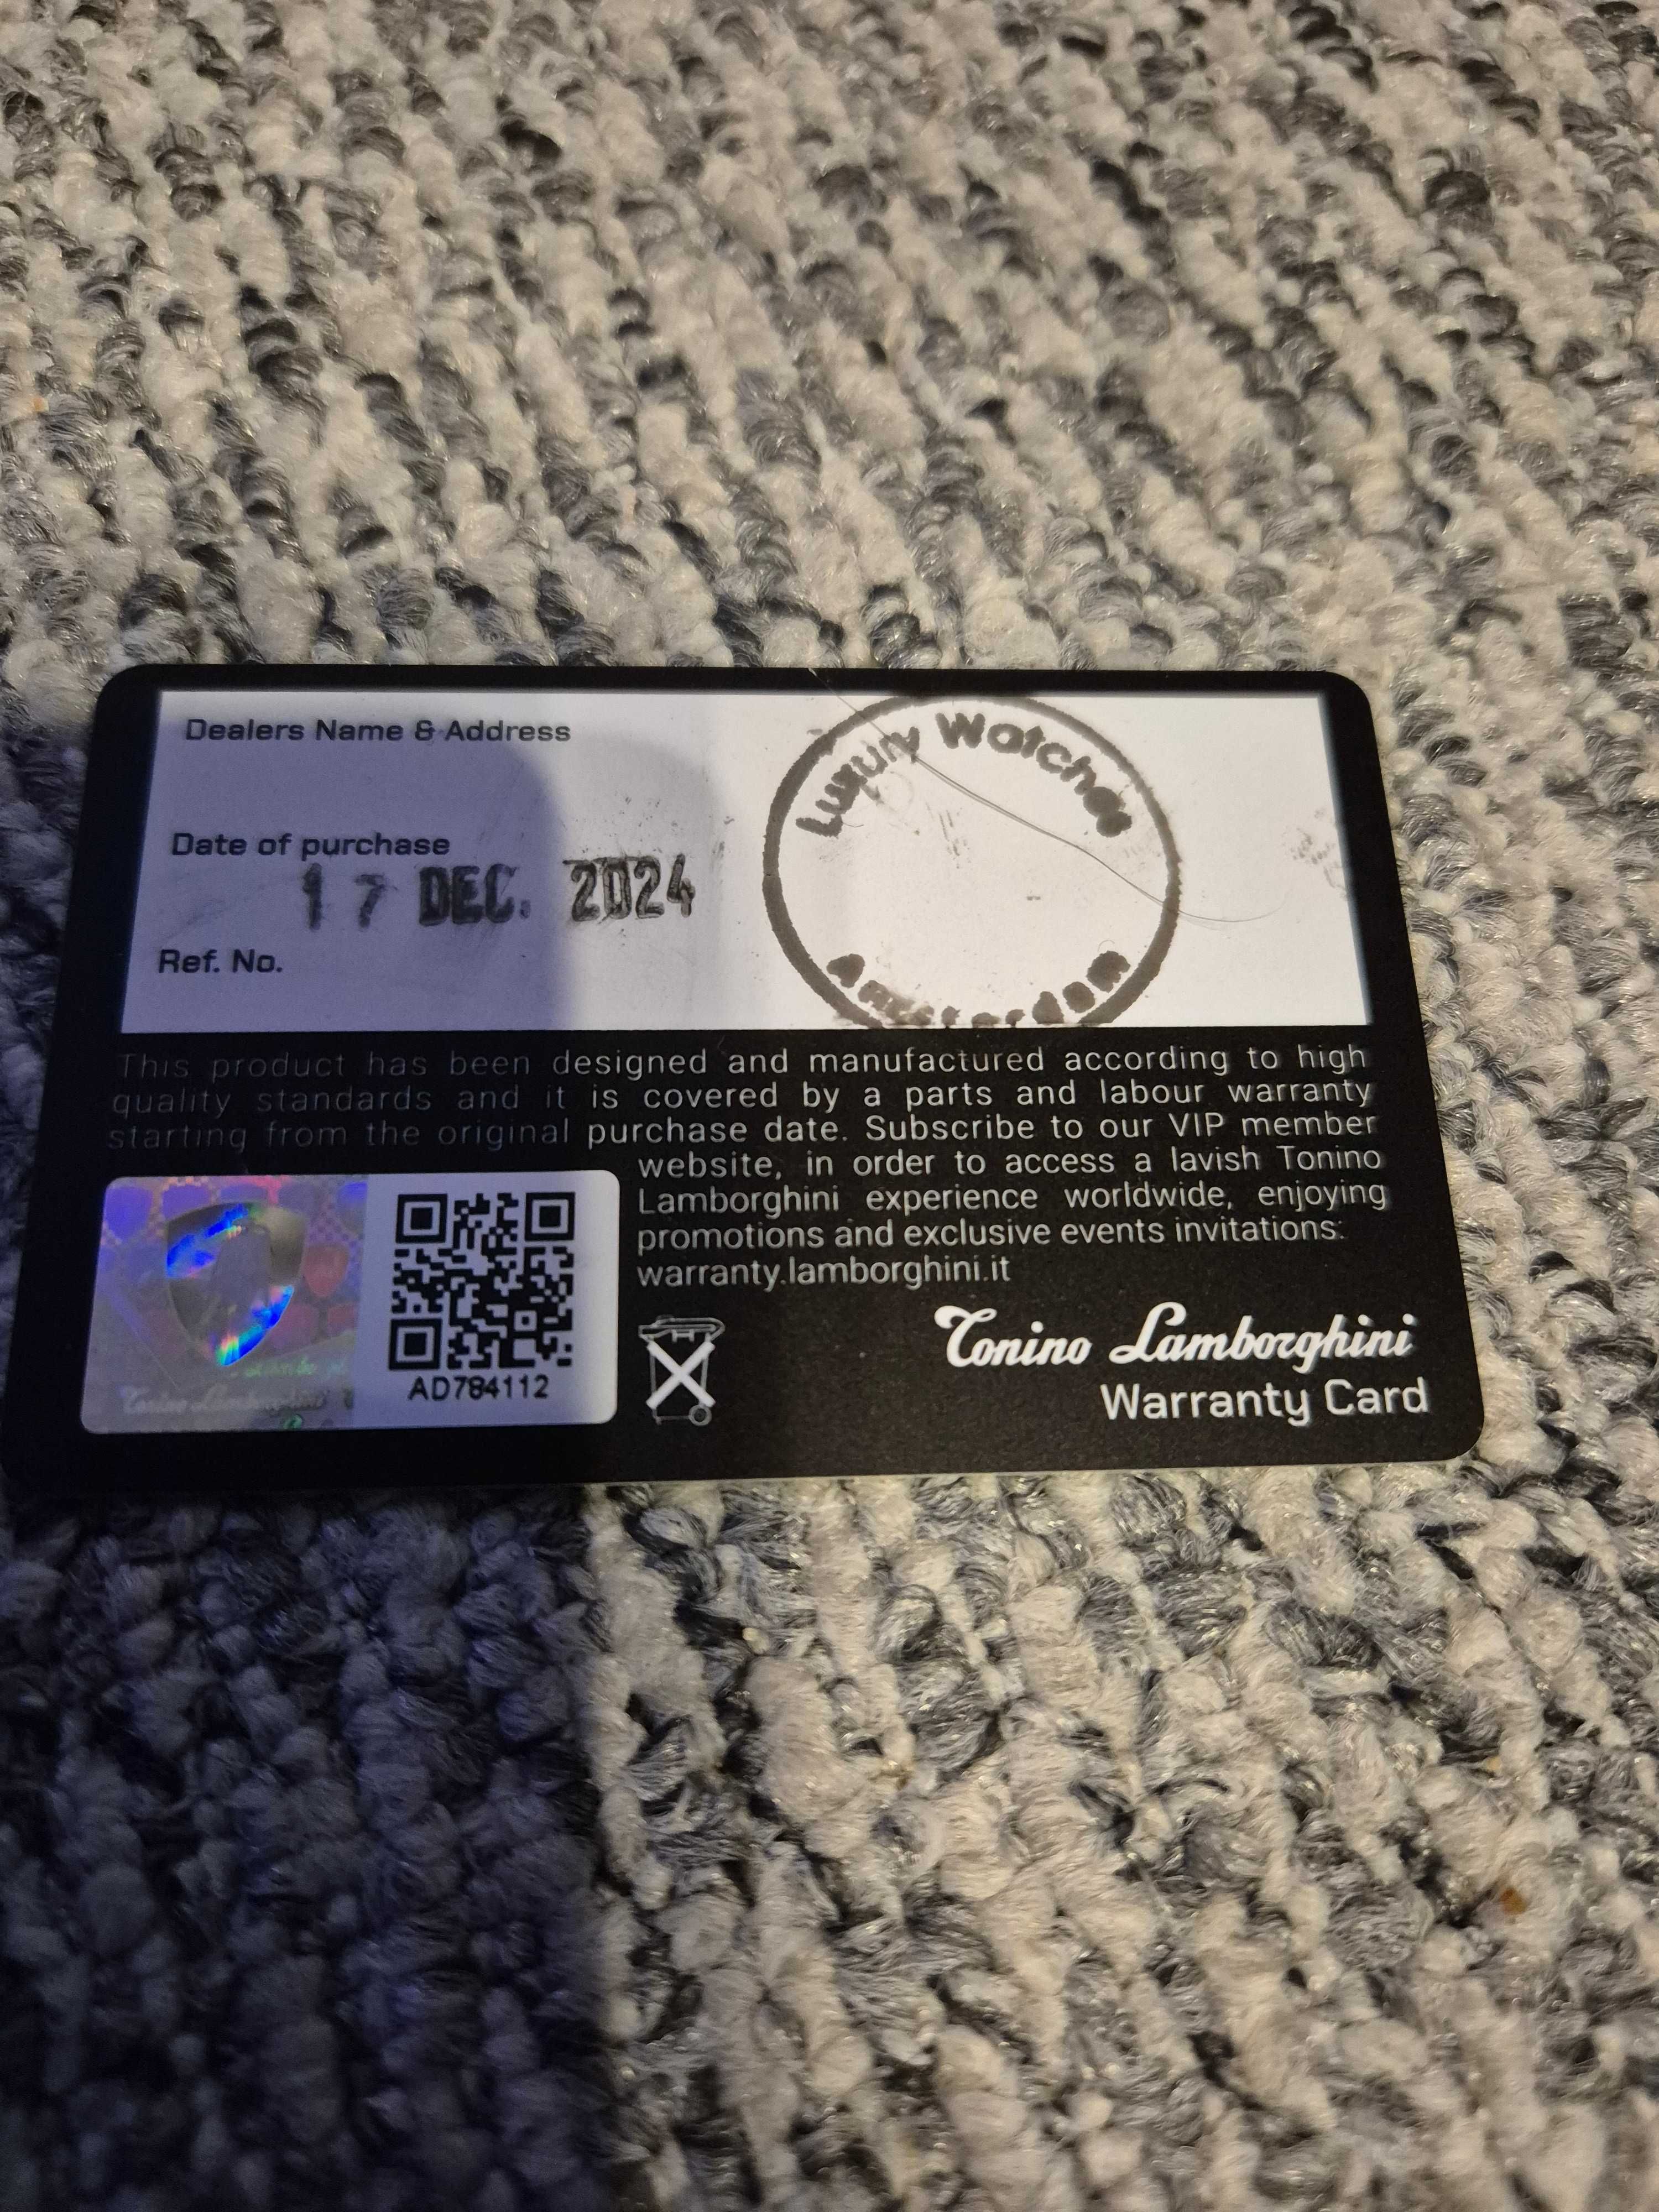 Dealers Name & Address
Luxury Watches
Amsterdam
Date of purchase
17 DEC. 2024
Ref. No.
This product has been designed and manufactured according to high
quality standards and it is covered by a parts and labour warranty
starting from the original purchase date. Subscribe to our VIP member
website, in order to access a lavish Tonino
Lamborghini experience worldwide, enjoying
promotions and exclusive events invitations:
warranty.lamborghini.it
Tonino Lamborghini
AD784112
Tonino Lamborghini
Warranty Card